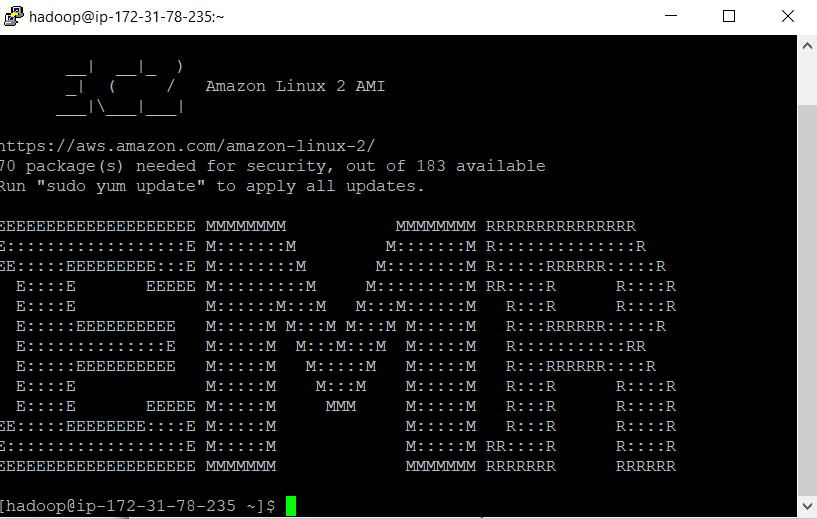 hadoop@ip-172-31-78-235:~
__|  __|_  )
_|  (     /   Amazon Linux 2 AMI
___|\___|___|
https://aws.amazon.com/amazon-linux-2/
70 package(s) needed for security, out of 183 available
Run "sudo yum update" to apply all updates.
EEEEEEEEEEEEEEEEEEEE MMMMMMMM           MMMMMMMM RRRRRRRRRRRRRRR
E::::::::::::::::::E M:::::::M         M:::::::M R::::::::::::::R
EE:::::EEEEEEEEE:::E M::::::::M       M::::::::M R:::::RRRRRR:::::R
  E::::E       EEEEE M:::::::::M     M:::::::::M RR::::R      R::::R
  E::::E             M::::::M:::M   M:::M::::::M   R:::R      R::::R
  E:::::EEEEEEEEEE   M:::::M M:::M M:::M M:::::M   R:::RRRRRR:::::R
  E::::::::::::::E   M:::::M  M:::M:::M  M:::::M   R:::::::::::RR
  E:::::EEEEEEEEEE   M:::::M   M:::::M   M:::::M   R:::RRRRRR::::R
  E::::E             M:::::M    M:::M    M:::::M   R:::R      R::::R
  E::::E       EEEEE M:::::M     MMM     M:::::M   R:::R      R::::R
EE:::::EEEEEEEE::::E M:::::M             M:::::M   R:::R      R::::R
E::::::::::::::::::E M:::::M             M:::::M RR::::R      R::::R
EEEEEEEEEEEEEEEEEEEE MMMMMMM             MMMMMMM RRRRRRR      RRRRRR
[hadoop@ip-172-31-78-235 ~]$